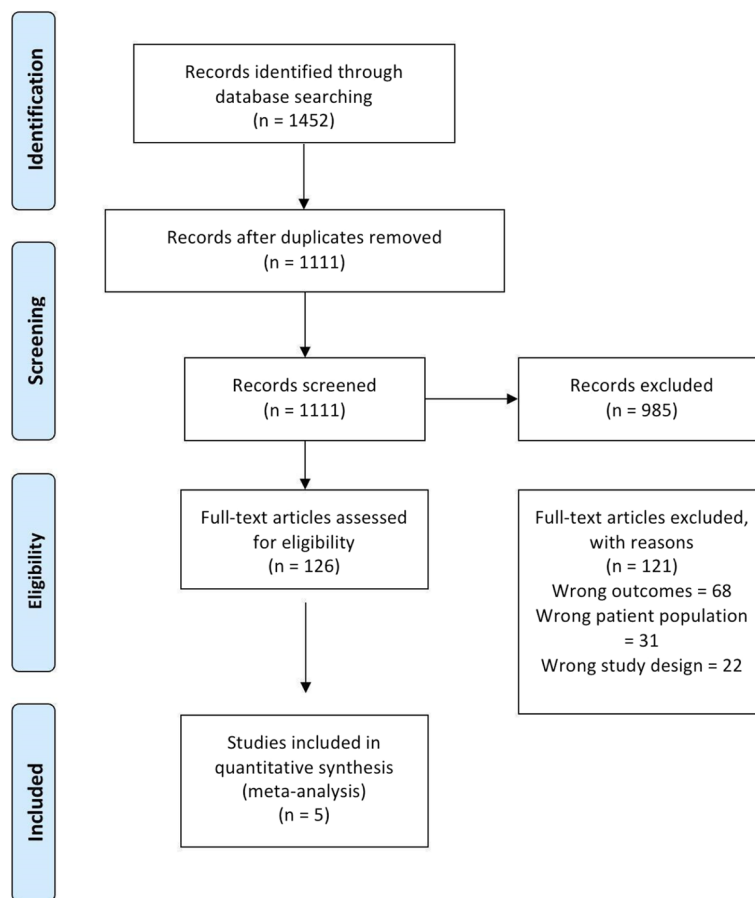 Identification
Records identified through
database searching
(n = 1452)
Records after duplicates removed
(n = 1111)
Screening
Records screened
(n = 1111)
Records excluded
(n = 985)
Eligibility
Full-text articles assessed
for eligibility
(n = 126)
Full-text articles excluded,
with reasons
(n = 121)
Wrong outcomes = 68
Wrong patient population
= 31
Wrong study design = 22
Included
Studies included in
quantitative synthesis
(meta-analysis)
(n = 5)